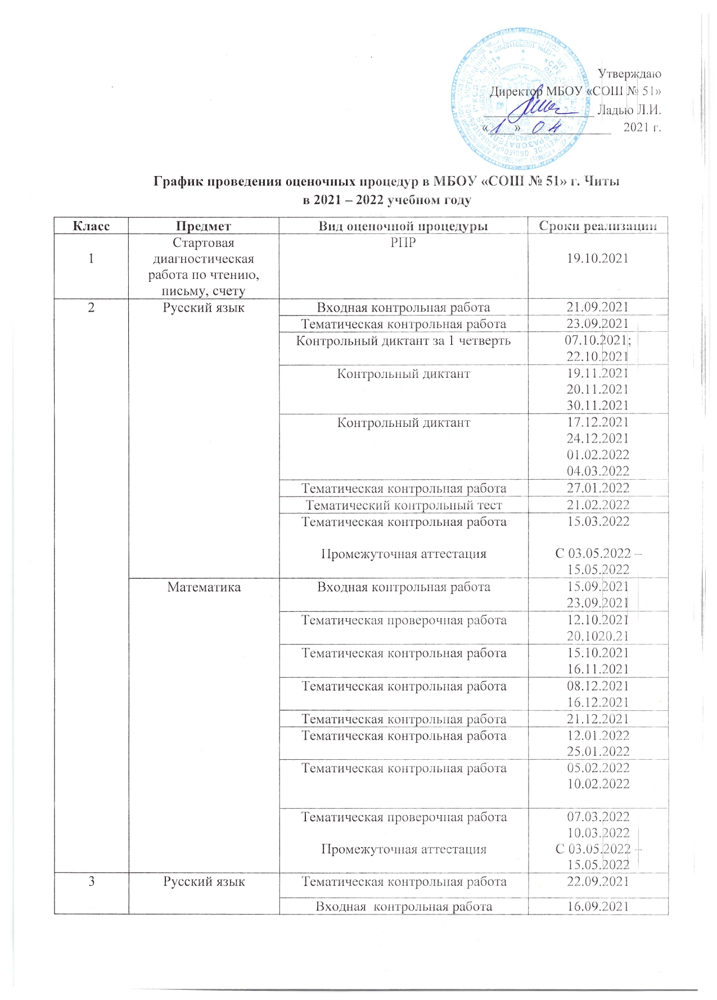 Утверждаю
Директор МБОУ «СОШ № 51»
Ладью Л.И.
« 1 » 04 2021 г.
График проведения оценочных процедур в МБОУ «СОШ № 51» г. Читы
в 2021 – 2022 учебном году
Класс Предмет Вид оценочной процедуры Сроки реализации
1 Стартовая РПР 19.10.2021
диагностическая
работа по чтению,
письму, счету
2 Русский язык Входная контрольная работа 21.09.2021
Тематическая контрольная работа 23.09.2021
Контрольный диктант за 1 четверть 07.10.2021;
22.10.2021
Контрольный диктант 19.11.2021
20.11.2021
30.11.2021
Контрольный диктант 17.12.2021
24.12.2021
01.02.2022
04.03.2022
Тематическая контрольная работа 27.01.2022
Тематический контрольный тест 21.02.2022
Тематическая контрольная работа 15.03.2022
Промежуточная аттестация С 03.05.2022 –
15.05.2022
Математика Входная контрольная работа 15.09.2021
23.09.2021
Тематическая проверочная работа 12.10.2021
20.1020.21
Тематическая контрольная работа 15.10.2021
16.11.2021
Тематическая контрольная работа 08.12.2021
16.12.2021
Тематическая контрольная работа 21.12.2021
Тематическая контрольная работа 12.01.2022
25.01.2022
Тематическая контрольная работа 05.02.2022
10.02.2022
Тематическая проверочная работа 07.03.2022
10.03.2022
Промежуточная аттестация С 03.05.2022 –
15.05.2022
3 Русский язык Тематическая контрольная работа 22.09.2021
Входная контрольная работа 16.09.2021